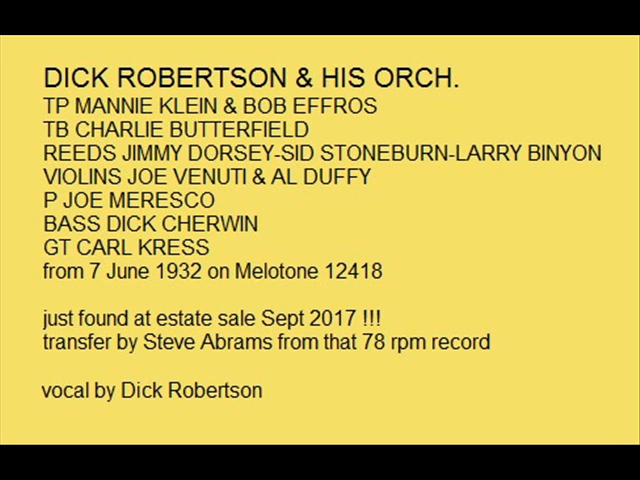 DICK ROBERTSON & HIS ORCH.
TP MANNIE KLEIN & BOB EFFROS
TB CHARLIE BUTTERFIELD
REEDS JIMMY DORSEY-SID STONEBURN-LARRY BINYON
VIOLINS JOE VENUTI & AL DUFFY
P JOE MERESCO
BASS DICK CHERWIN
GT CARL KRESS
from 7 June 1932 on Melotone 12418
just found at estate sale Sept 2017 !!!
transfer by Steve Abrams from that 78 rpm record
vocal by Dick Robertson